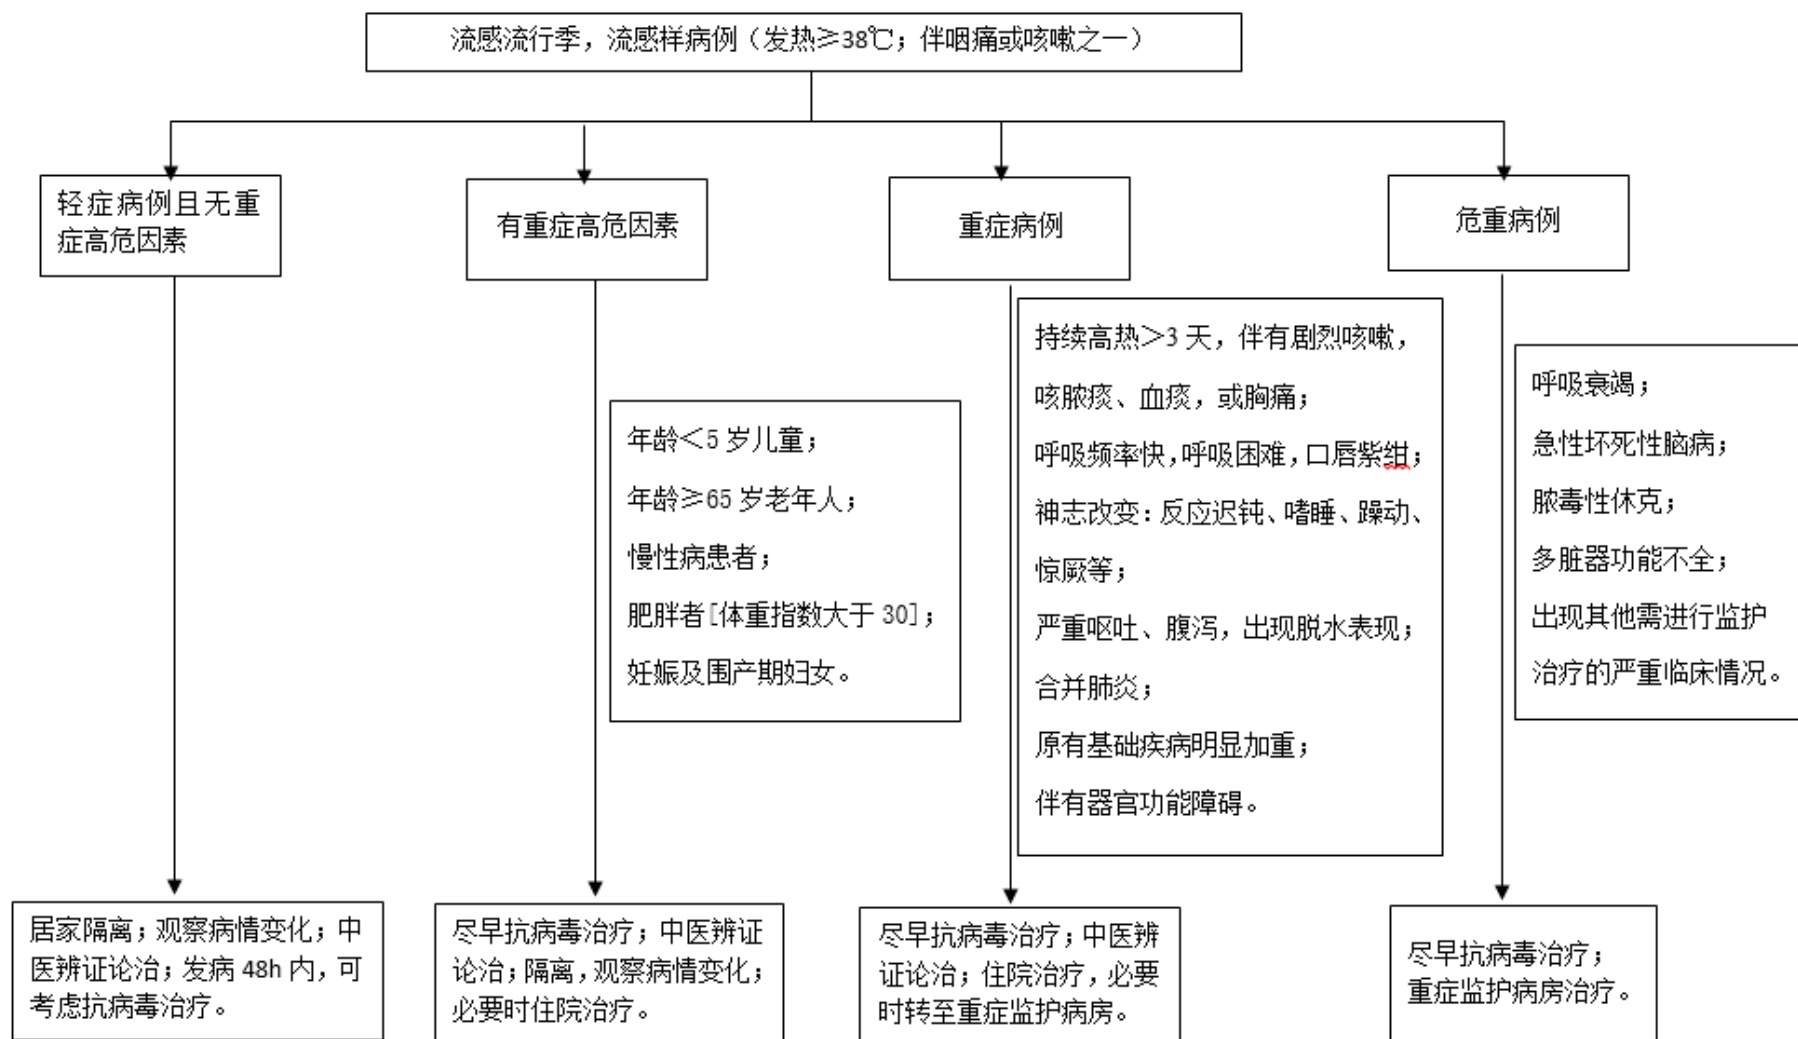 流感流行季，流感样病例（发热≥38℃；伴咽痛或咳嗽之一）
轻症病例且无重
症高危因素
有重症高危因素
重症病例
危重病例
年龄＜5 岁儿童；
年龄≥65 岁老年人；
慢性病患者；
肥胖者[体重指数大于 30]；
妊娠及围产期妇女。
持续高热＞3 天，伴有剧烈咳嗽，
咳脓痰、血痰，或胸痛；
呼吸频率快，呼吸困难，口唇紫绀；
神志改变：反应迟钝、嗜睡、躁动、
惊厥等；
严重呕吐、腹泻，出现脱水表现；
合并肺炎；
原有基础疾病明显加重；
伴有器官功能障碍。
呼吸衰竭；
急性坏死性脑病；
脓毒性休克；
多脏器功能不全；
出现其他需进行监护
治疗的严重临床情况。
居家隔离；观察病情变化；中
医辨证论治；发病 48h 内，可
考虑抗病毒治疗。
尽早抗病毒治疗；中医辨证
论治；隔离，观察病情变化；
必要时住院治疗。
尽早抗病毒治疗；中医辨
证论治；住院治疗，必要
时转至重症监护病房。
尽早抗病毒治疗；
重症监护病房治疗。